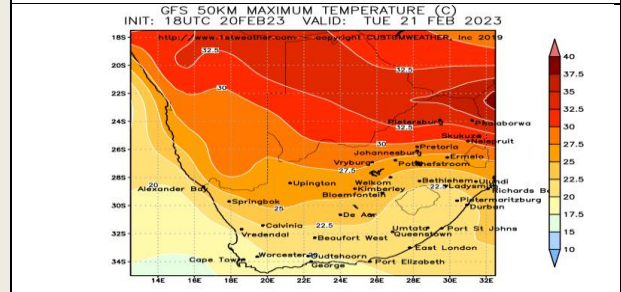 GFS 50KM MAXIMUM TEMPERATURE (C)
INIT: 18UTC 20FEB23 VALID: TUE 21 FEB 2023
http://www.1stweather.com -- copyright CUSTOMWEATHER, Inc 2019
18S
20S
22S
24S
26S
28S
30S
32S
34S
32.5
32.5
30
Pietersburg
Phalaborwa
32.5
Skukuza
30
Nelspruit
Pretoria
Johannesburg
Ermelo
Vryburg
Potchefstroom
27.5
20
Upington
Welkom
Bethlehem
Ulundi
Alexander Bay
Kimberley
22.5
Ladysmith
Richards B
Bloemfontein
Springbok
25
Pietermaritzburg
De Aar
Durban
Calvinia
22.5
Umtata
Port St Johns
Vredendal
Beaufort West
Queenstown
East London
Cape Town
Worcester
Oudtshoorn
George
Port Elizabeth
14E 16E 18E 20E 22E 24E 26E 28E 30E 32E
40
37.5
35
32.5
30
27.5
25
22.5
20
17.5
15
10